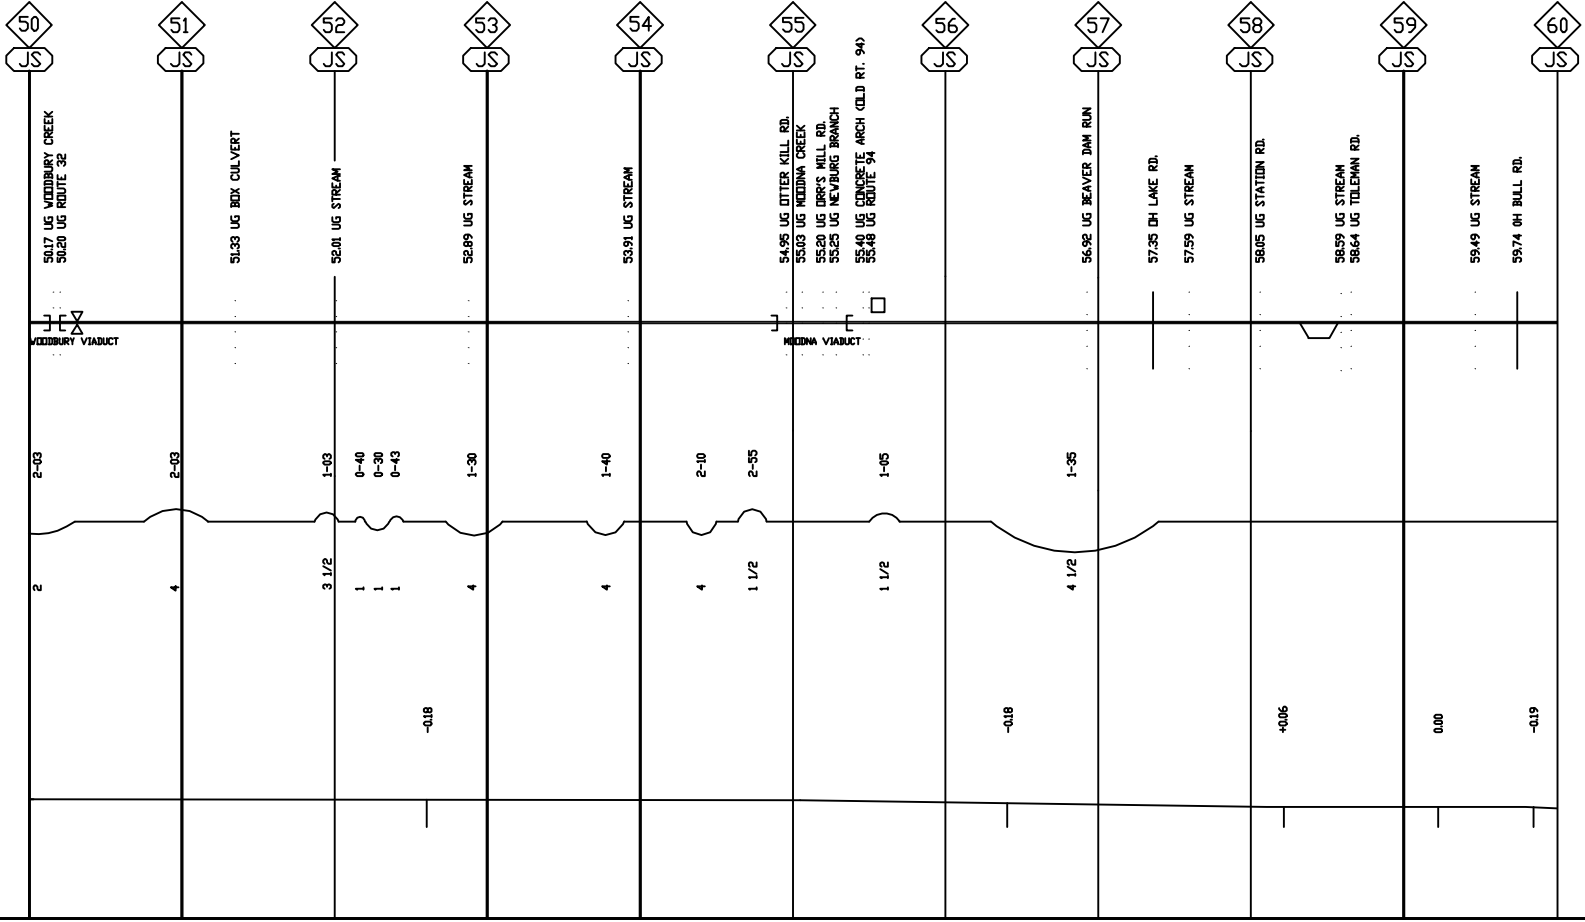 50 51 52 53 54 55 56 57 58 59 60
JS JS JS JS JS JS JS JS JS JS JS
50.17 UG WOODBURY CREEK
50.20 UG ROUTE 32
51.33 UG BOX CULVERT
52.01 UG STREAM
52.89 UG STREAM
53.91 UG STREAM
54.95 UG OTTER KILL RD.
55.03 UG MOODNA CREEK
55.20 UG ORR'S MILL RD.
55.25 UG NEWBURG BRANCH
55.40 UG CONCRETE ARCH (OLD RT. 94)
55.48 UG ROUTE 94
56.92 UG BEAVER DAM RUN
57.35 OH LAKE RD.
57.59 UG STREAM
58.05 UG STATION RD.
58.59 UG STREAM
58.64 UG TOLEMAN RD.
59.49 UG STREAM
59.74 OH BULL RD.
WOODBURY VIADUCT
MOODNA VIADUCT
2-03 2-03 1-03 0-40 0-30 0-43 1-30 1-40 2-10 2-55 1-05 1-35
2 4 3 1/2 1 1 1 4 4 4 1 1/2 1 1/2 4 1/2
-0.18 -0.18 +0.06 0.00 -0.19